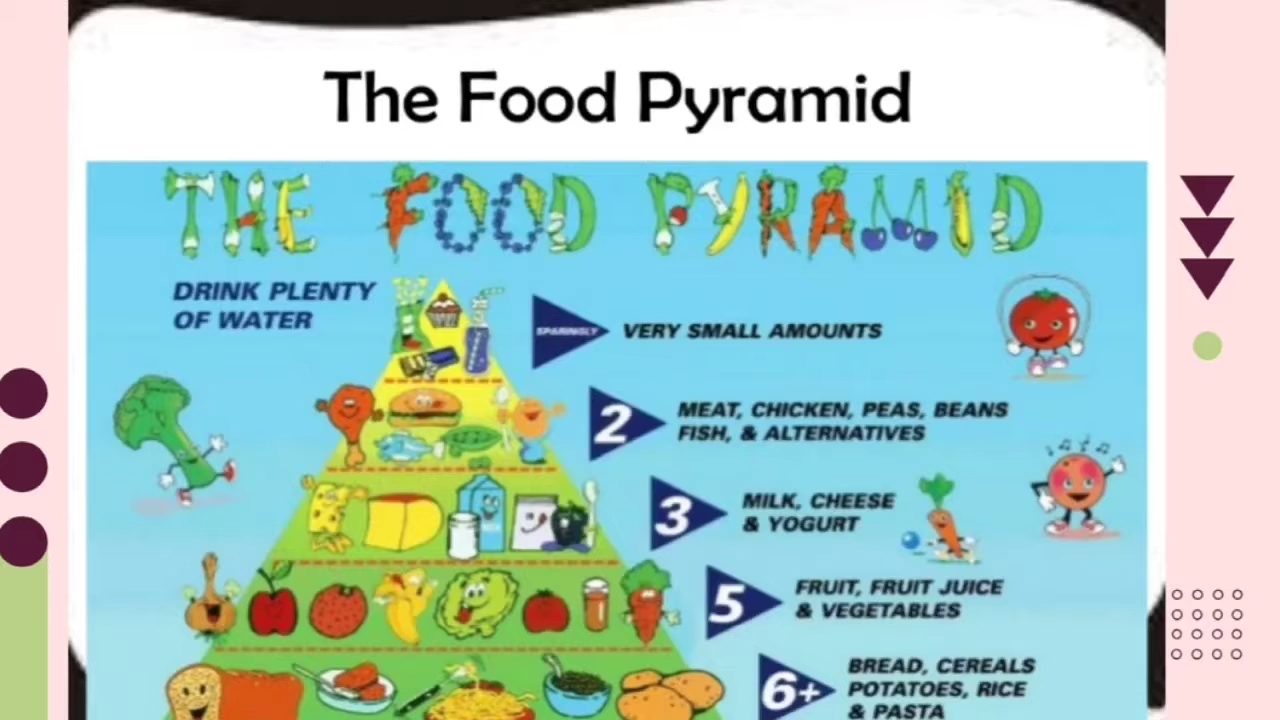 The Food Pyramid
THE FOOD PYRAMID
DRINK PLENTY
OF WATER
SPARINGLY
VERY SMALL AMOUNTS
2
MEAT, CHICKEN, PEAS, BEANS
FISH, & ALTERNATIVES
3
MILK, CHEESE
& YOGURT
5
FRUIT, FRUIT JUICE
& VEGETABLES
6+
BREAD, CEREALS
POTATOES, RICE
& PASTA